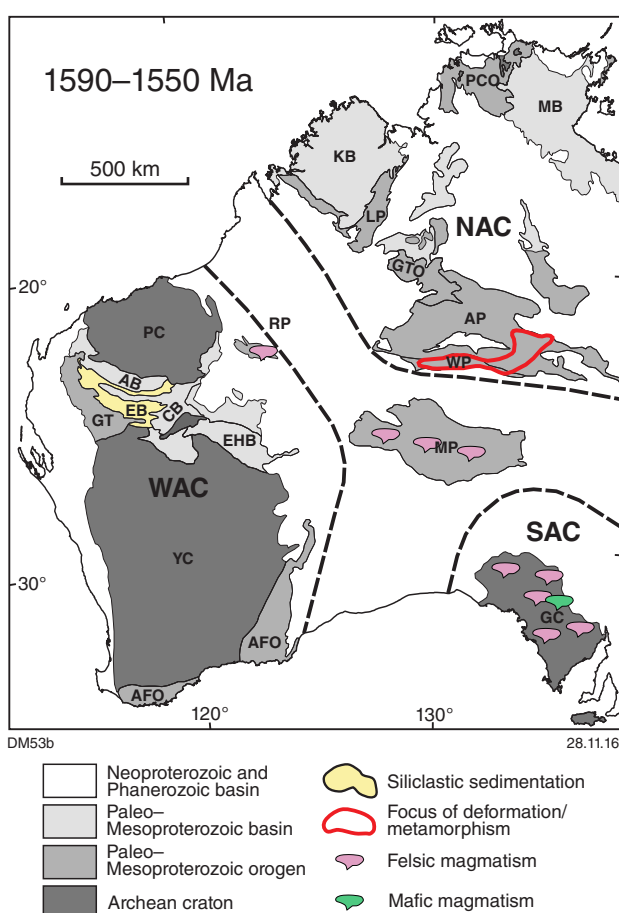 1590–1550 Ma
500 km
PCO
MB
KB
LP
NAC
GTO
20°
RP
AP
PC
WP
AB
EB
CB
GT
EHB
MP
WAC
SAC
YC
30°
GC
AFO
AFO
120°
130°
DM53b
28.11.16
Neoproterozoic and
Phanerozoic basin
Paleo–
Mesoproterozoic basin
Paleo–
Mesoproterozoic orogen
Archean craton
Siliclastic sedimentation
Focus of deformation/
metamorphism
Felsic magmatism
Mafic magmatism